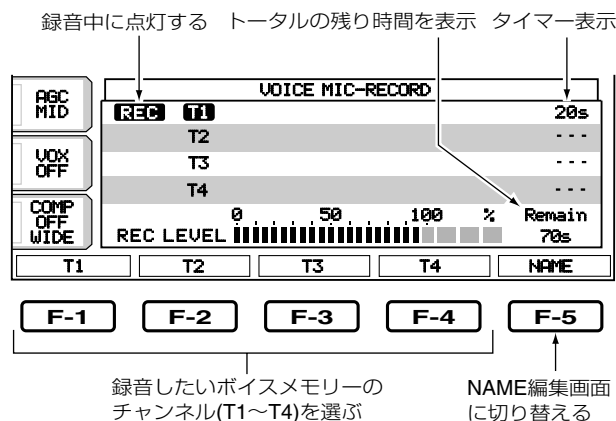 録音中に点灯する トータルの残り時間を表示 タイマー表示
VOICE MIC-RECORD
AGC
MID
REC T1 20s
T2 ---
VOX
OFF
T3 ---
T4 ---
COMP
OFF
WIDE
0 50 100 % Remain
REC LEVEL 70s
T1 T2 T3 T4 NAME
F-1 F-2 F-3 F-4 F-5
録音したいボイスメモリーの
チャンネル(T1～T4)を選ぶ
NAME編集画面
に切り替える